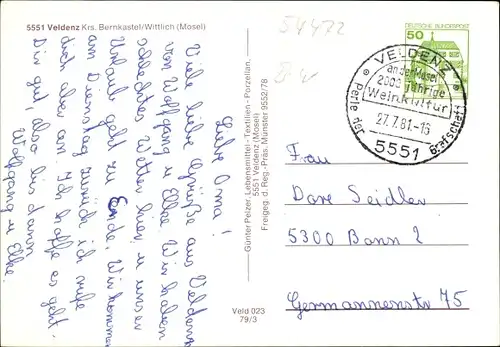 5551 Veldenz Krs. Bernkastel/Wittlich (Mosel)
Liebe Oma!
Viele liebe Grüße aus Veldenz
von Wolfgang u Elke. Wir haben
schlechtes Wetter hier u unser
Urlaub geht zu Ende. Wir kommen
am Dienstag zurück ich rufe
dich aber an. Ich hoffe es geht
Dir gut also bis dann
Wolfgang u. Elke.
Veld 023
79/3
Günter Pelzer, Lebensmittel - Textilien - Porzellan,
5551 Veldenz (Mosel)
Freigeg. d. Reg.-Präs. Münster 9552/78
54472
DEUTSCHE BUNDESPOST
50
VELDENZ
an der Mosel
2000 jährige
Weinkultur
27.7.81.-16
5551
Perle der Grafschaft
Frau
Dore Seidler
5300 Bonn 2
Germannenstr 75